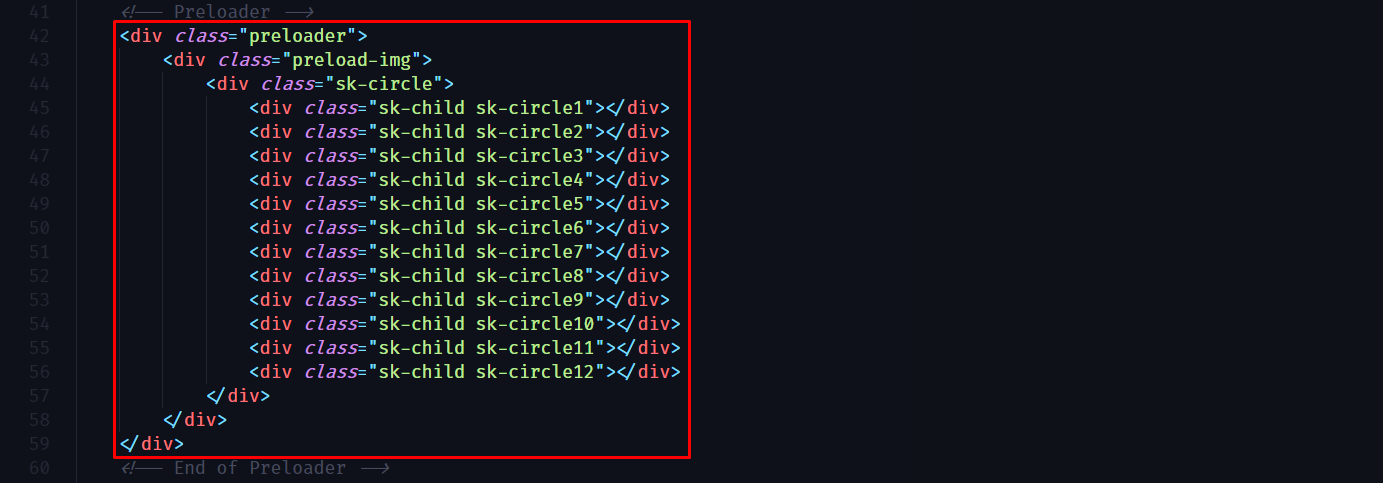 41 <!-- Preloader -->
42 <div class="preloader">
43 <div class="preload-img">
44 <div class="sk-circle">
45 <div class="sk-child sk-circle1"></div>
46 <div class="sk-child sk-circle2"></div>
47 <div class="sk-child sk-circle3"></div>
48 <div class="sk-child sk-circle4"></div>
49 <div class="sk-child sk-circle5"></div>
50 <div class="sk-child sk-circle6"></div>
51 <div class="sk-child sk-circle7"></div>
52 <div class="sk-child sk-circle8"></div>
53 <div class="sk-child sk-circle9"></div>
54 <div class="sk-child sk-circle10"></div>
55 <div class="sk-child sk-circle11"></div>
56 <div class="sk-child sk-circle12"></div>
57 </div>
58 </div>
59 </div>
60 <!-- End of Preloader -->